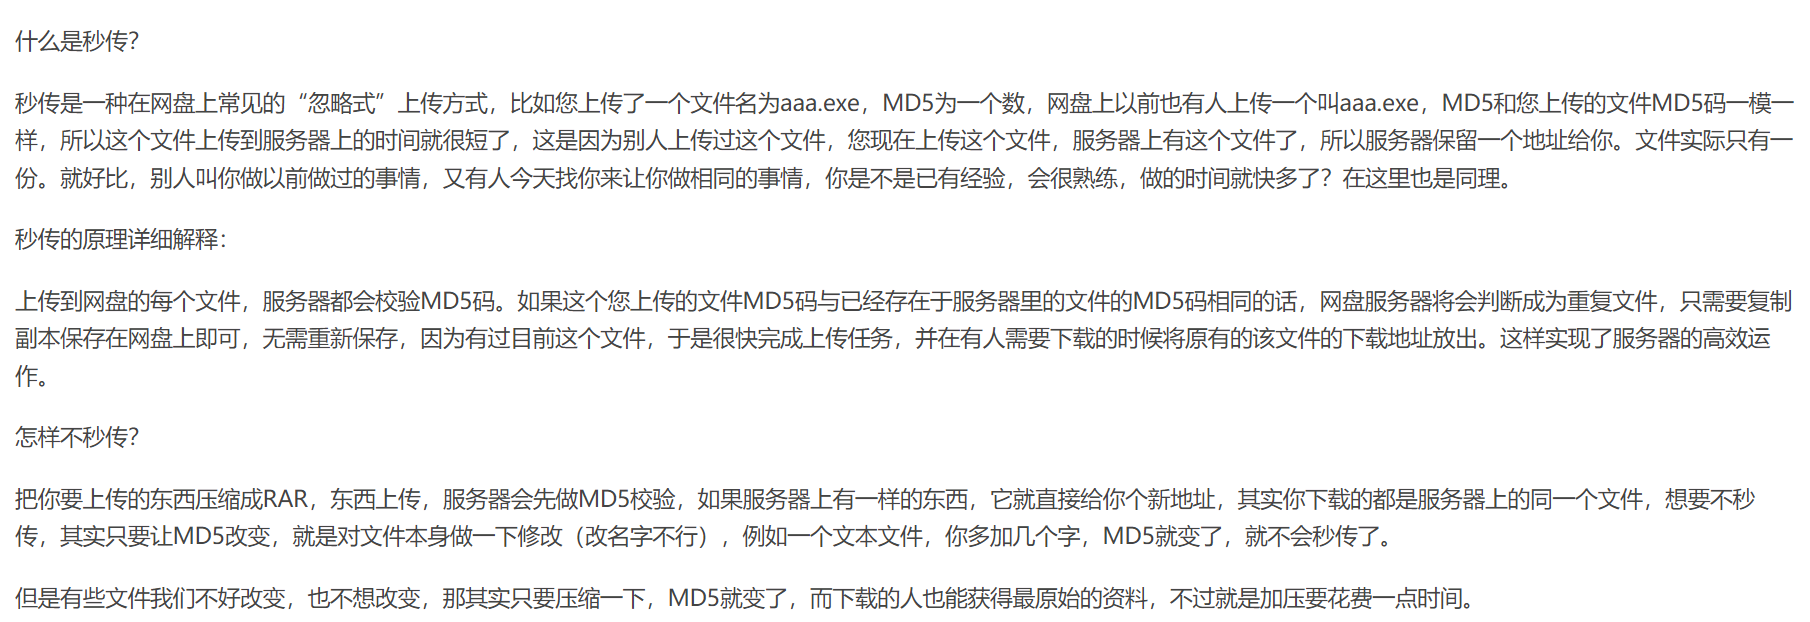 什么是秒传？
秒传是一种在网盘上常见的“忽略式”上传方式，比如您上传了一个文件名为aaa.exe，MD5为一个数，网盘上以前也有人上传一个叫aaa.exe，MD5和您上传的文件MD5码一模一
样，所以这个文件上传到服务器上的时间就很短了，这是因为别人上传过这个文件，您现在上传这个文件，服务器上有这个文件了，所以服务器保留一个地址给你。文件实际只有一
份。就好比，别人叫你做以前做过的事情，又有人今天找你来让你做相同的事情，你是不是已有经验，会很熟练，做的时间就快多了？在这里也是同理。
秒传的原理详细解释：
上传到网盘的每个文件，服务器都会校验MD5码。如果这个您上传的文件MD5码与已经存在于服务器里的文件的MD5码相同的话，网盘服务器将会判断成为重复文件，只需要复制
副本保存在网盘上即可，无需重新保存，因为有过目前这个文件，于是很快完成上传任务，并在有人需要下载的时候将原有的该文件的下载地址放出。这样实现了服务器的高效运
作。
怎样不秒传？
把你要上传的东西压缩成RAR，东西上传，服务器会先做MD5校验，如果服务器上有一样的东西，它就直接给你个新地址，其实你下载的都是服务器上的同一个文件，想要不秒
传，其实只要让MD5改变，就是对文件本身做一下修改（改名字不行），例如一个文本文件，你多加几个字，MD5就变了，就不会秒传了。
但是有些文件我们不好改变，也不想改变，那其实只要压缩一下，MD5就变了，而下载的人也能获得最原始的资料，不过就是加压要花费一点时间。